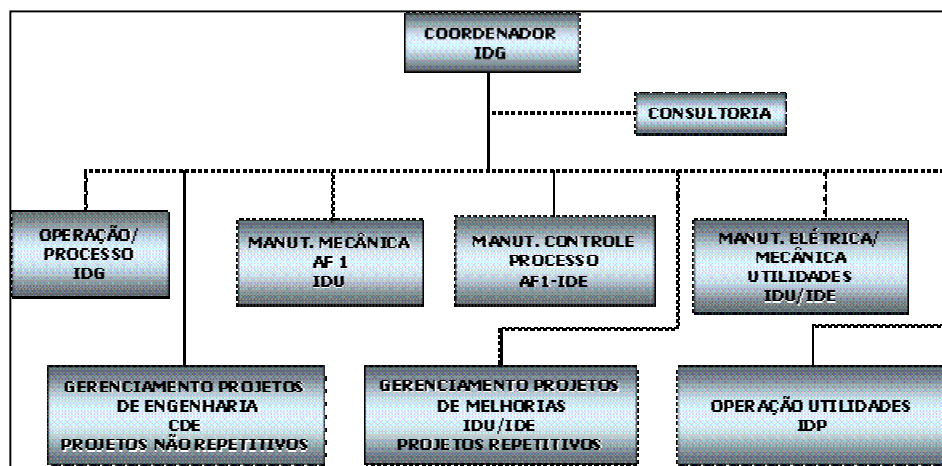 COORDENADOR
IDG
CONSULTORIA
OPERAÇÃO/
PROCESSO
IDG
MANUT. MECÂNICA
AF 1
IDU
MANUT. CONTROLE
PROCESSO
AF1-IDE
MANUT. ELÉTRICA/
MECÂNICA
UTILIDADES
IDU/IDE
GERENCIAMENTO PROJETOS
DE ENGENHARIA
CDE
PROJETOS NÃO REPETITIVOS
GERENCIAMENTO PROJETOS
DE MELHORIAS
IDU/IDE
PROJETOS REPETITIVOS
OPERAÇÃO UTILIDADES
IDP